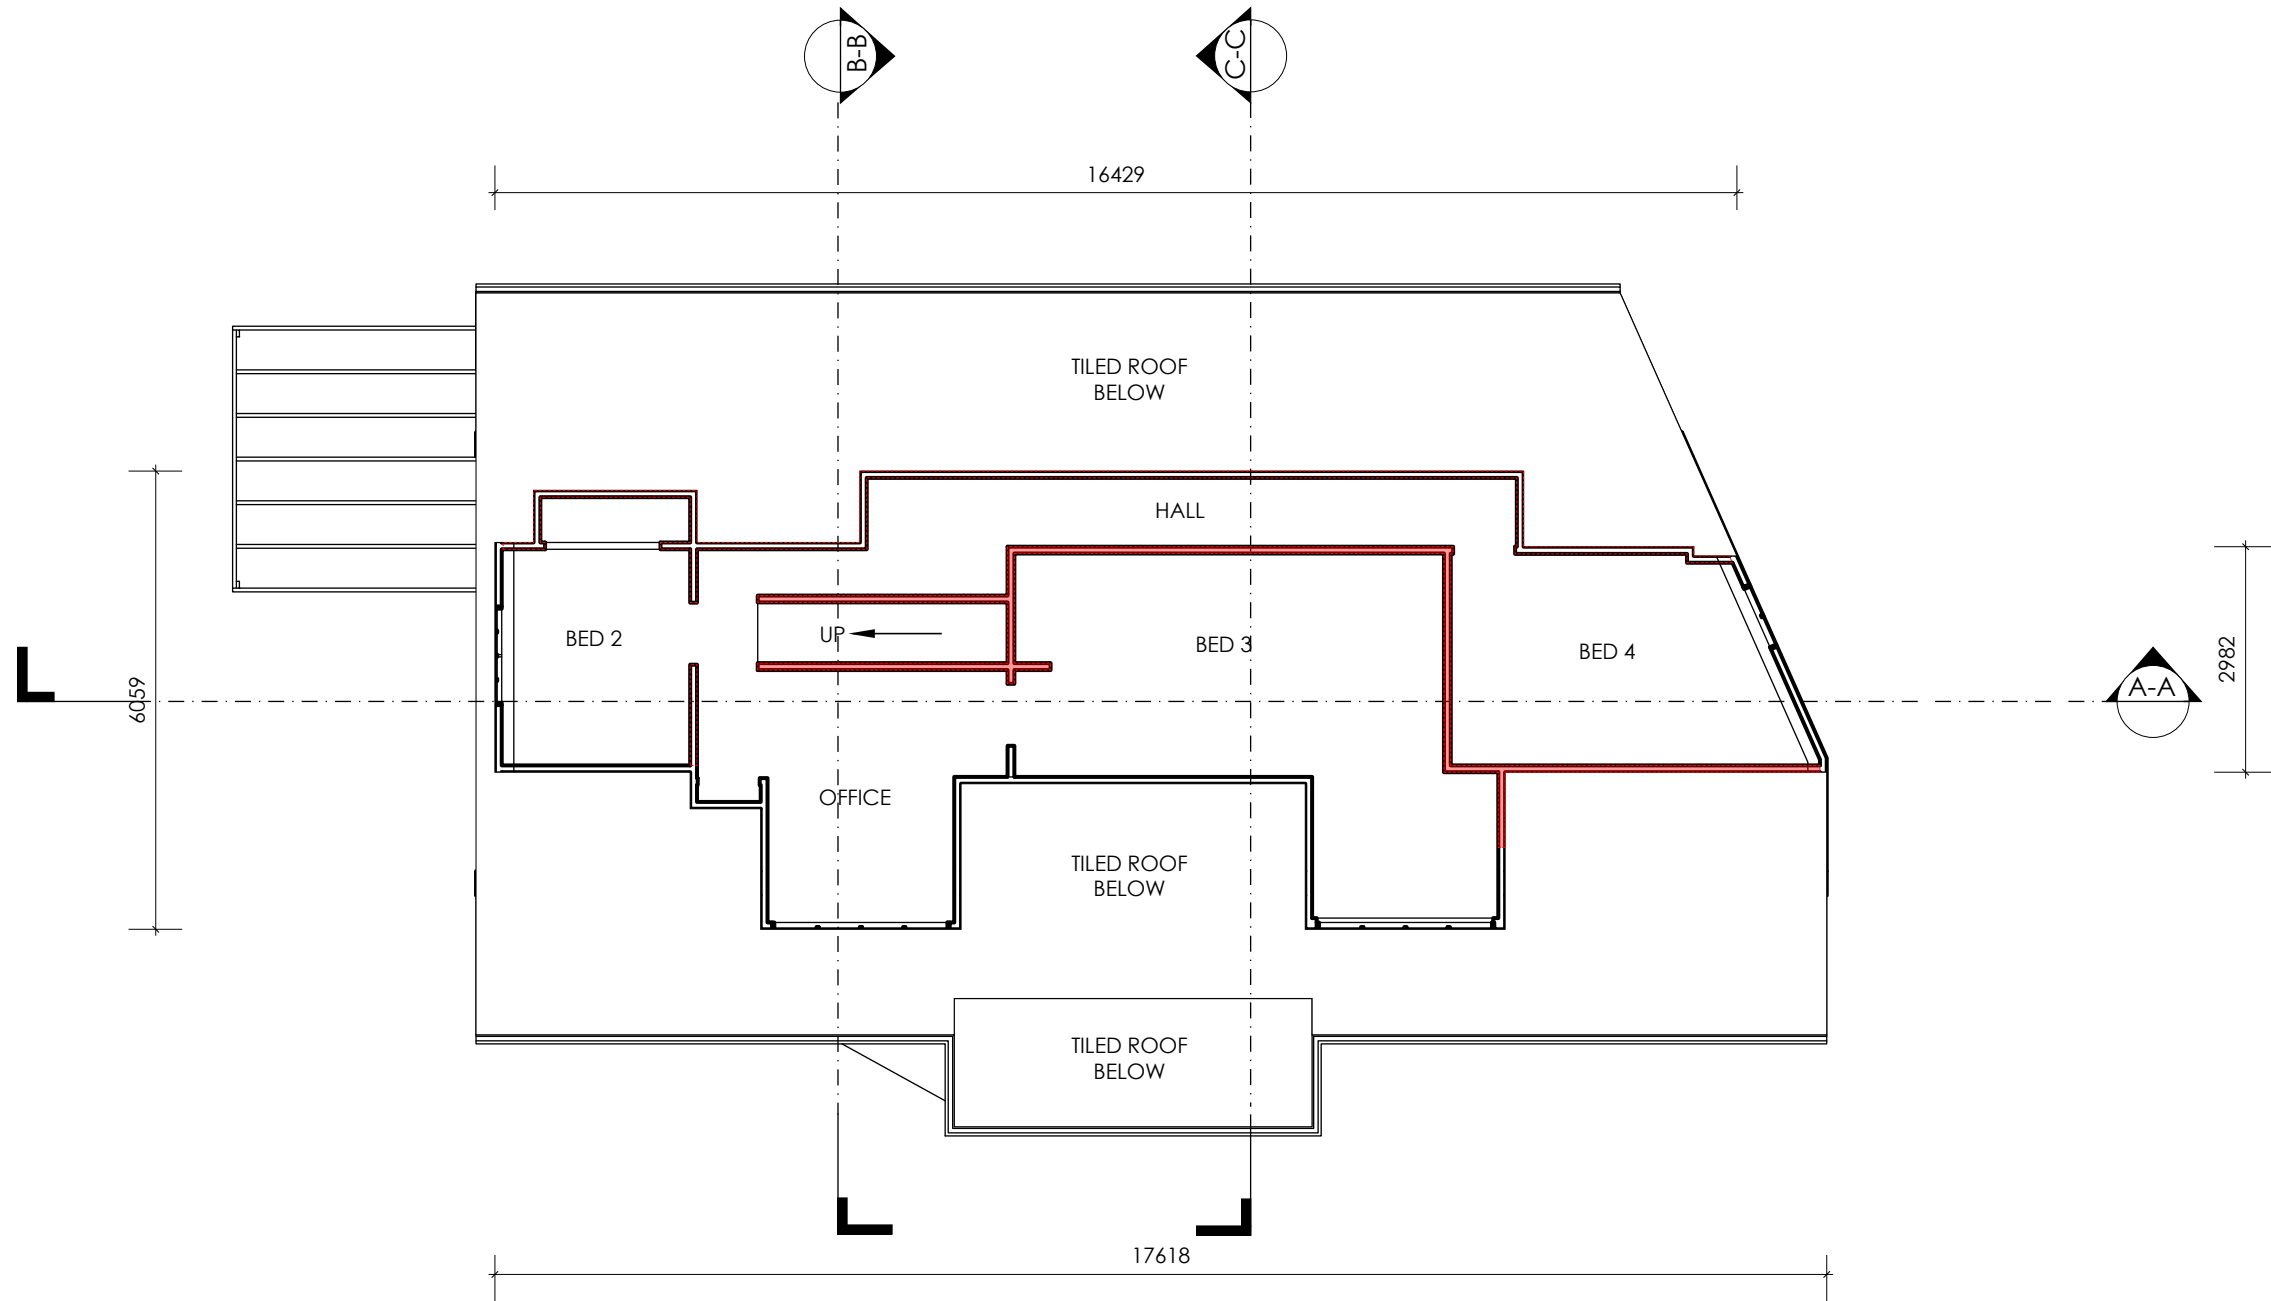 B-B
C-C
16429
TILED ROOF
BELOW
HALL
UP
BED 2
BED 3
BED 4
2982
6059
A-A
OFFICE
TILED ROOF
BELOW
TILED ROOF
BELOW
17618